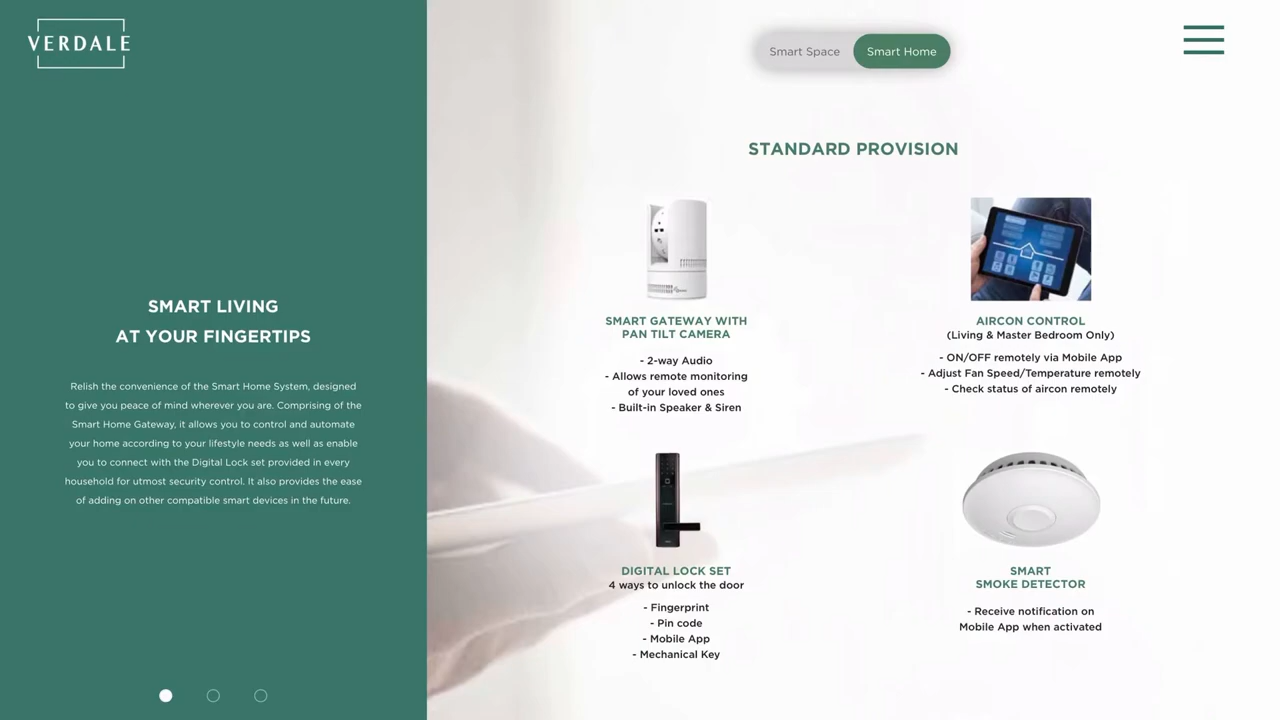 VERDALE
Smart Space
Smart Home
SMART LIVING
AT YOUR FINGERTIPS
Relish the convenience of the Smart Home System, designed
to give you peace of mind wherever you are. Comprising of the
Smart Home Gateway, it allows you to control and automate
your home according to your lifestyle needs as well as enable
you to connect with the Digital Lock set provided in every
household for utmost security control. It also provides the ease
of adding on other compatible smart devices in the future.
STANDARD PROVISION
SMART GATEWAY WITH
PAN TILT CAMERA
- 2-way Audio
- Allows remote monitoring
of your loved ones
- Built-in Speaker & Siren
AIRCON CONTROL
(Living & Master Bedroom Only)
- ON/OFF remotely via Mobile App
- Adjust Fan Speed/Temperature remotely
- Check status of aircon remotely
DIGITAL LOCK SET
4 ways to unlock the door
- Fingerprint
- Pin code
- Mobile App
- Mechanical Key
SMART
SMOKE DETECTOR
- Receive notification on
Mobile App when activated